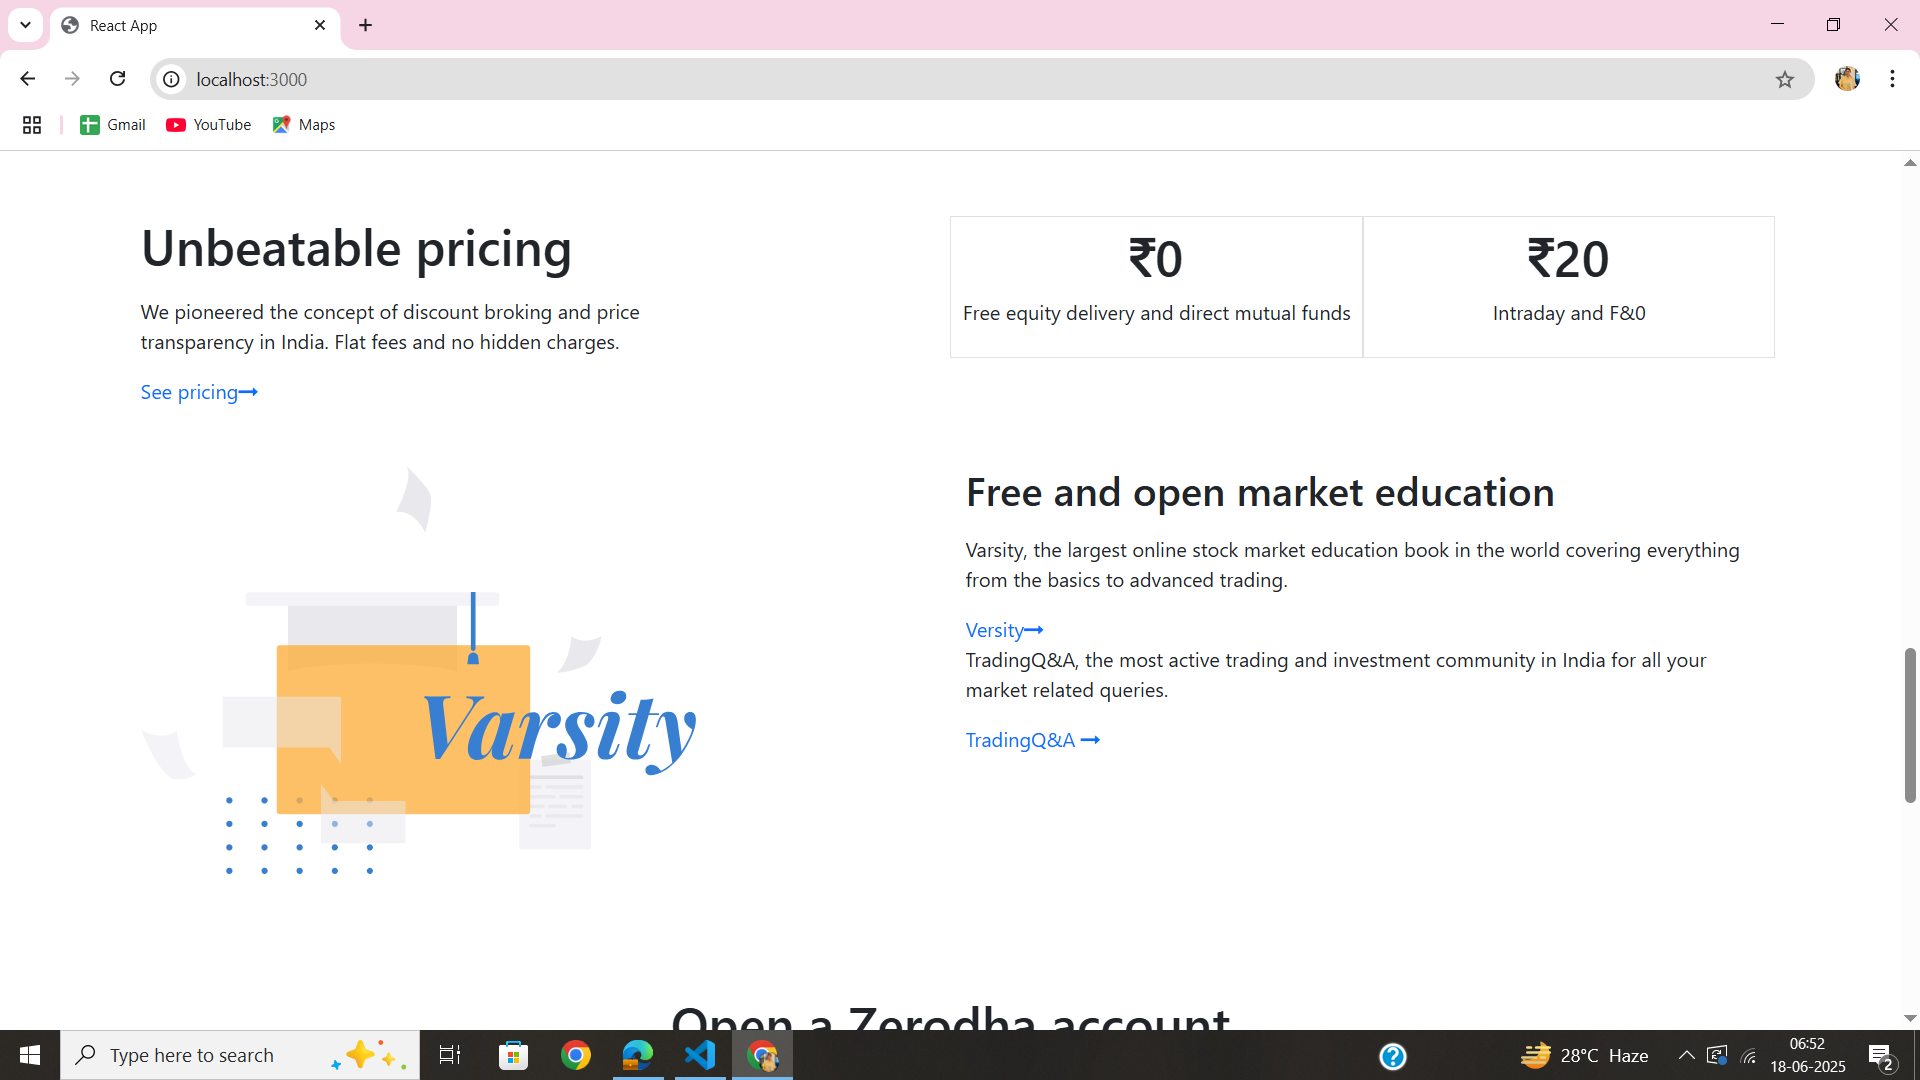 React App
localhost:3000
Gmail
YouTube
Maps
Unbeatable pricing
We pioneered the concept of discount broking and price
transparency in India. Flat fees and no hidden charges.
See pricing
₹0
Free equity delivery and direct mutual funds
₹20
Intraday and F&0
Varsity
Free and open market education
Varsity, the largest online stock market education book in the world covering everything
from the basics to advanced trading.
Versity
TradingQ&A, the most active trading and investment community in India for all your
market related queries.
TradingQ&A
Open a Zerodha account
Type here to search
28°C Haze
06:52
18-06-2025
2